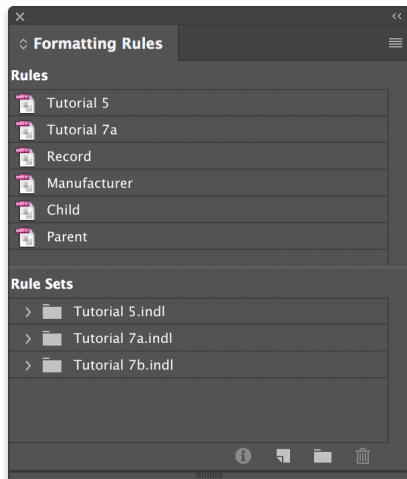 Formatting Rules
Rules
Tutorial 5
Tutorial 7a
Record
Manufacturer
Child
Parent
Rule Sets
Tutorial 5.indl
Tutorial 7a.indl
Tutorial 7b.indl